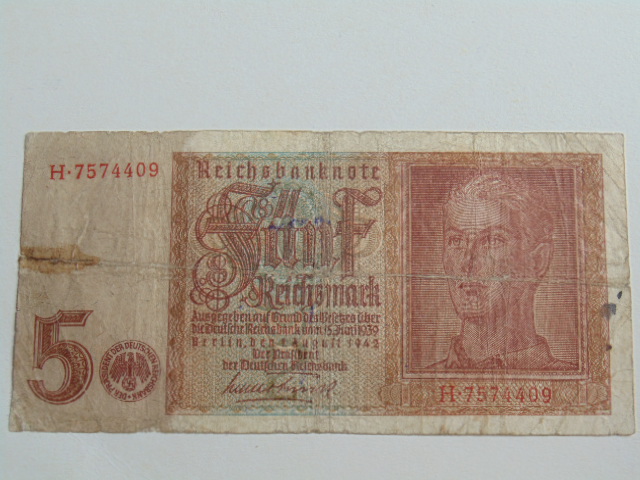 H·7574409
Reichsbanknote
Fünf
Reichsmark
Ausgegeben auf Grund des Gesetzes über
die Deutsche Reichsbank vom 15. Juni 1939
Berlin, den 1. August 1942
Der Präsident
der Deutschen Reichsbank
5
H·7574409